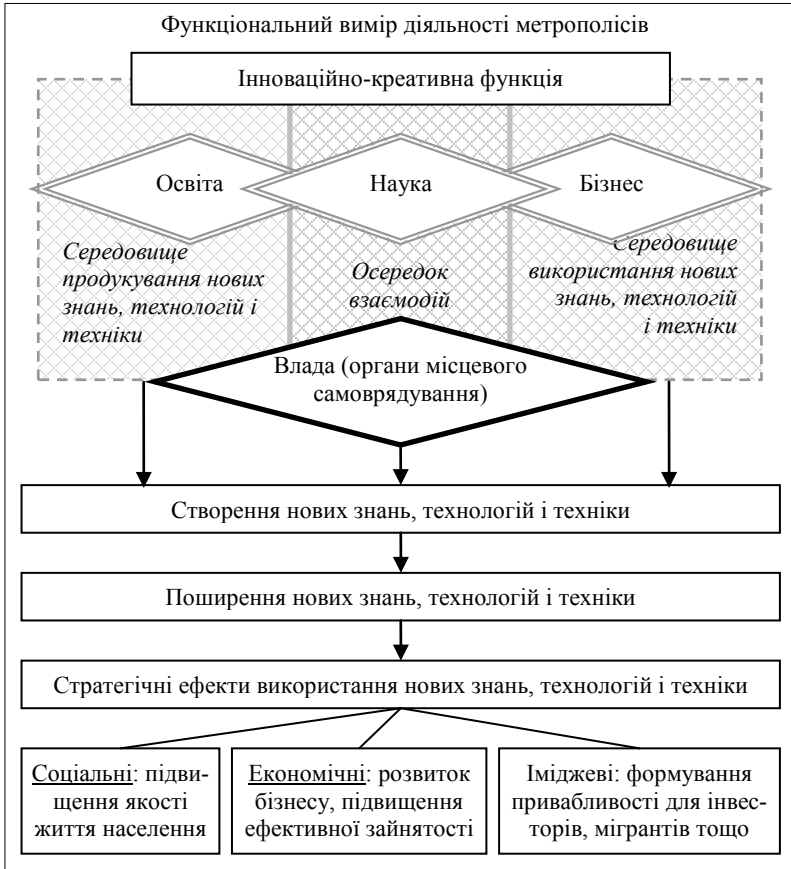 Функціональний вимір діяльності метрополісів
Інноваційно-креативна функція
Освіта
Наука
Бізнес
Середовище
продукування нових
знань, технологій і
техніки
Осередок
взаємодій
Середовище
використання нових
знань, технологій
і техніки
Влада (органи місцевого
самоврядування)
Створення нових знань, технологій і техніки
Поширення нових знань, технологій і техніки
Стратегічні ефекти використання нових знань, технологій і техніки
Соціальні: підви-
щення якості
життя населення
Економічні: розвиток
бізнесу, підвищення
ефективної зайнятості
Іміджеві: формування
привабливості для інвес-
торів, мігрантів тощо